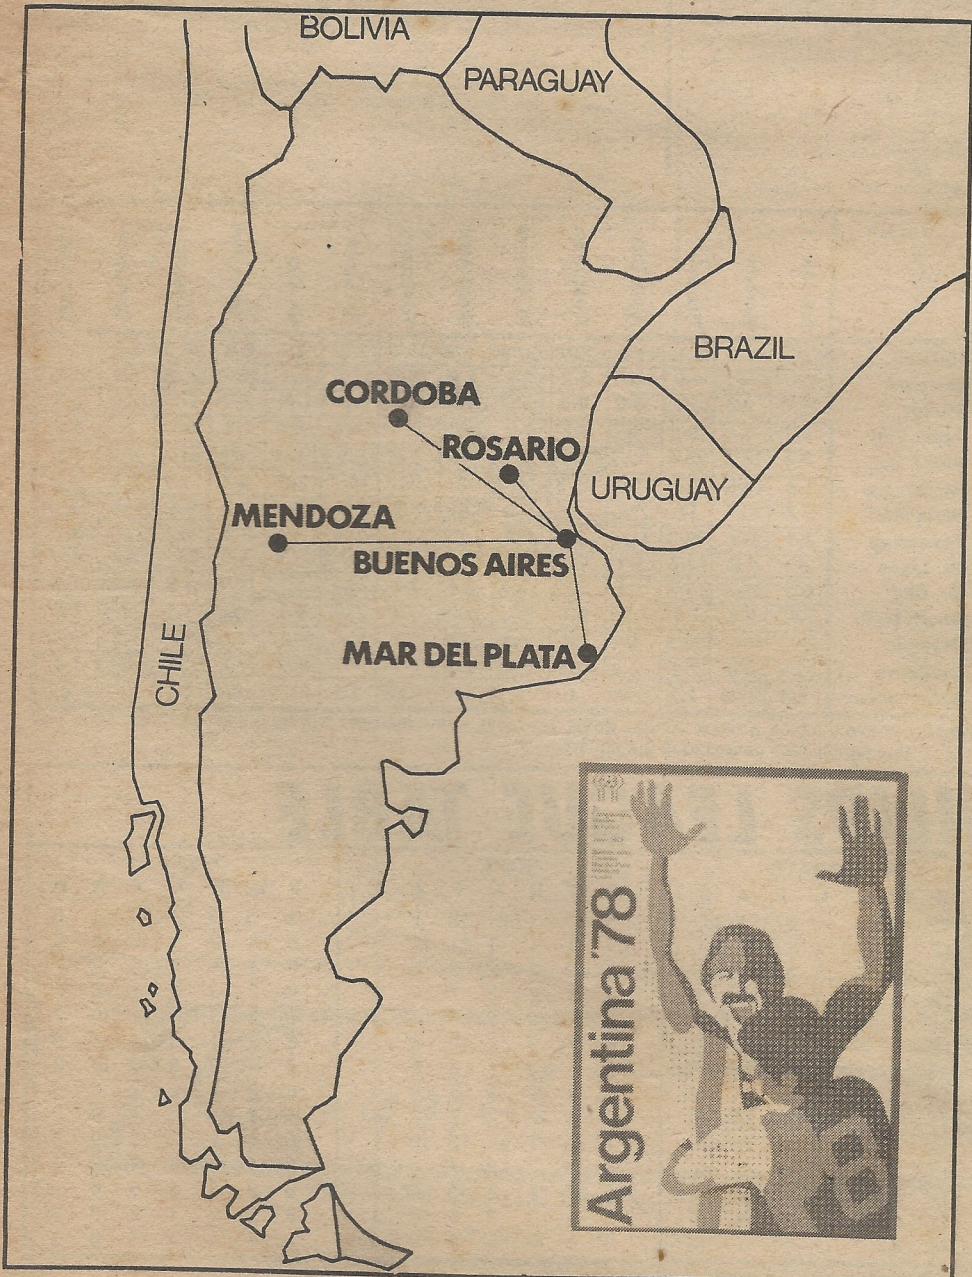 BOLIVIA
PARAGUAY
BRAZIL
CORDOBA
ROSARIO
URUGUAY
MENDOZA
BUENOS AIRES
CHILE
MAR DEL PLATA
Argentina '78